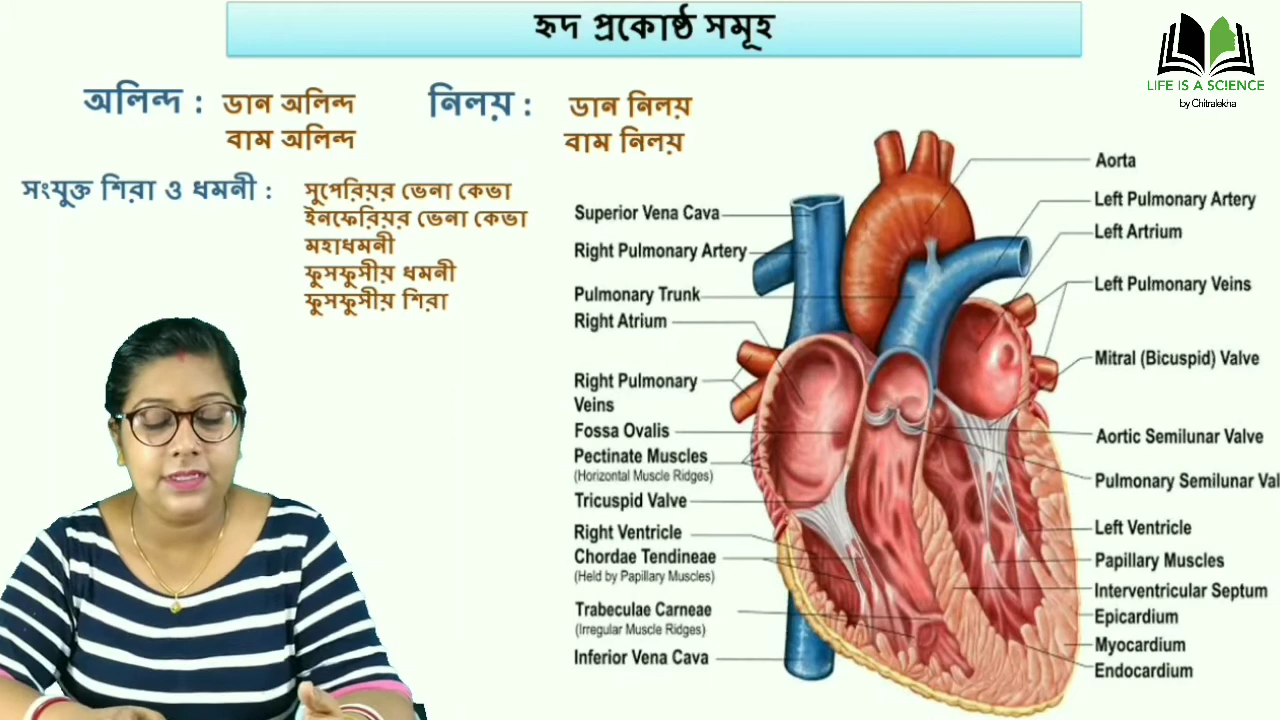 হৃদ প্রকোষ্ঠ সমূহ
LIFE IS A SCIENCE
by Chitralekha
অলিন্দ : ডান অলিন্দ
বাম অলিন্দ
নিলয় : ডান নিলয়
বাম নিলয়
সংযুক্ত শিরা ও ধমনী : সুপেরিয়র ভেনা কেভা
ইনফেরিয়র ভেনা কেভা
মহাধমনী
ফুসফুসীয় ধমনী
ফুসফুসীয় শিরা
Superior Vena Cava
Right Pulmonary Artery
Pulmonary Trunk
Right Atrium
Right Pulmonary
Veins
Fossa Ovalis
Pectinate Muscles
(Horizontal Muscle Ridges)
Tricuspid Valve
Right Ventricle
Chordae Tendineae
(Held by Papillary Muscles)
Trabeculae Carneae
(Irregular Muscle Ridges)
Inferior Vena Cava
Aorta
Left Pulmonary Artery
Left Artrium
Left Pulmonary Veins
Mitral (Bicuspid) Valve
Aortic Semilunar Valve
Pulmonary Semilunar Val
Left Ventricle
Papillary Muscles
Interventricular Septum
Epicardium
Myocardium
Endocardium